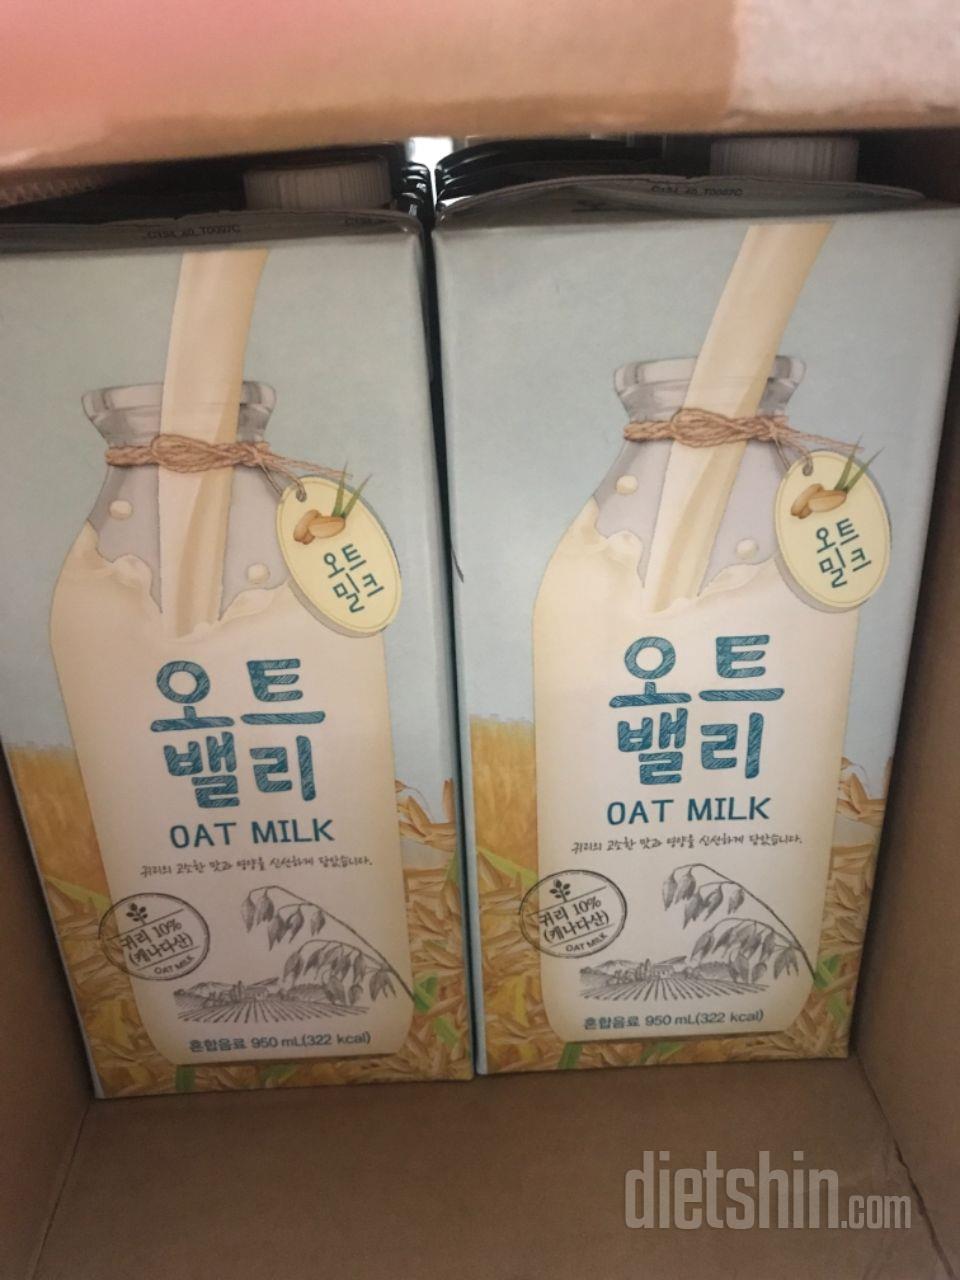 C1SA_40_T0097C
오트
밀크
오트
밸리
OAT MILK
귀리의 고소한 맛과 영양을 신선하게 담았습니다.
귀리 10%
(캐나다산)
OAT MILK
혼합음료 950 mL(322 kcal)
오트
밀크
오트
밸리
OAT MILK
귀리의 고소한 맛과 영양을 신선하게 담았습니다.
귀리 10%
(캐나다산)
OAT MILK
혼합음료 950 mL(322 kcal)
dietshin.com